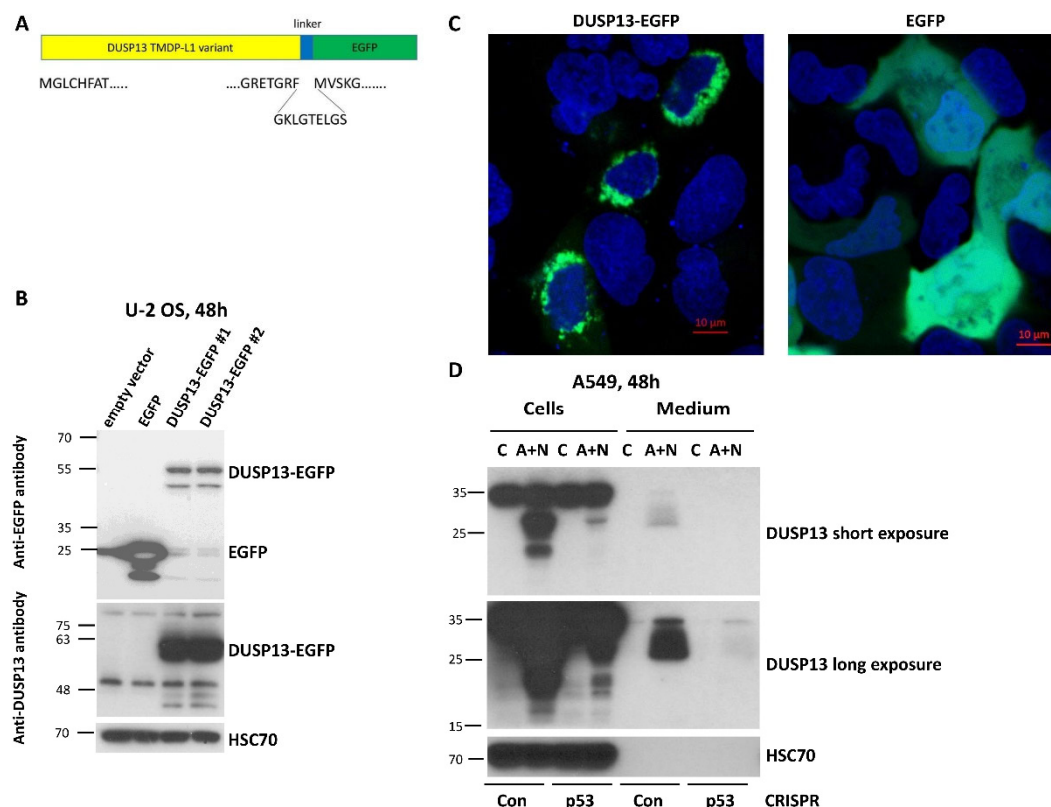 A
linker
DUSP13 TMDP-L1 variant
EGFP
MGLCHFAT.....
....GRETGRF
MVSKG.......
GKLGTELGS
B
U-2 OS, 48h
empty vector
EGFP
DUSP13-EGFP #1
DUSP13-EGFP #2
Anti-EGFP antibody
70
55
35
25
DUSP13-EGFP
EGFP
Anti-DUSP13 antibody
75
63
48
DUSP13-EGFP
70
HSC70
C
DUSP13-EGFP
EGFP
10 µm
10 µm
D
A549, 48h
Cells
Medium
C A+N C A+N C A+N C A+N
35
25
DUSP13 short exposure
35
25
15
DUSP13 long exposure
70
HSC70
Con p53 Con p53 CRISPR